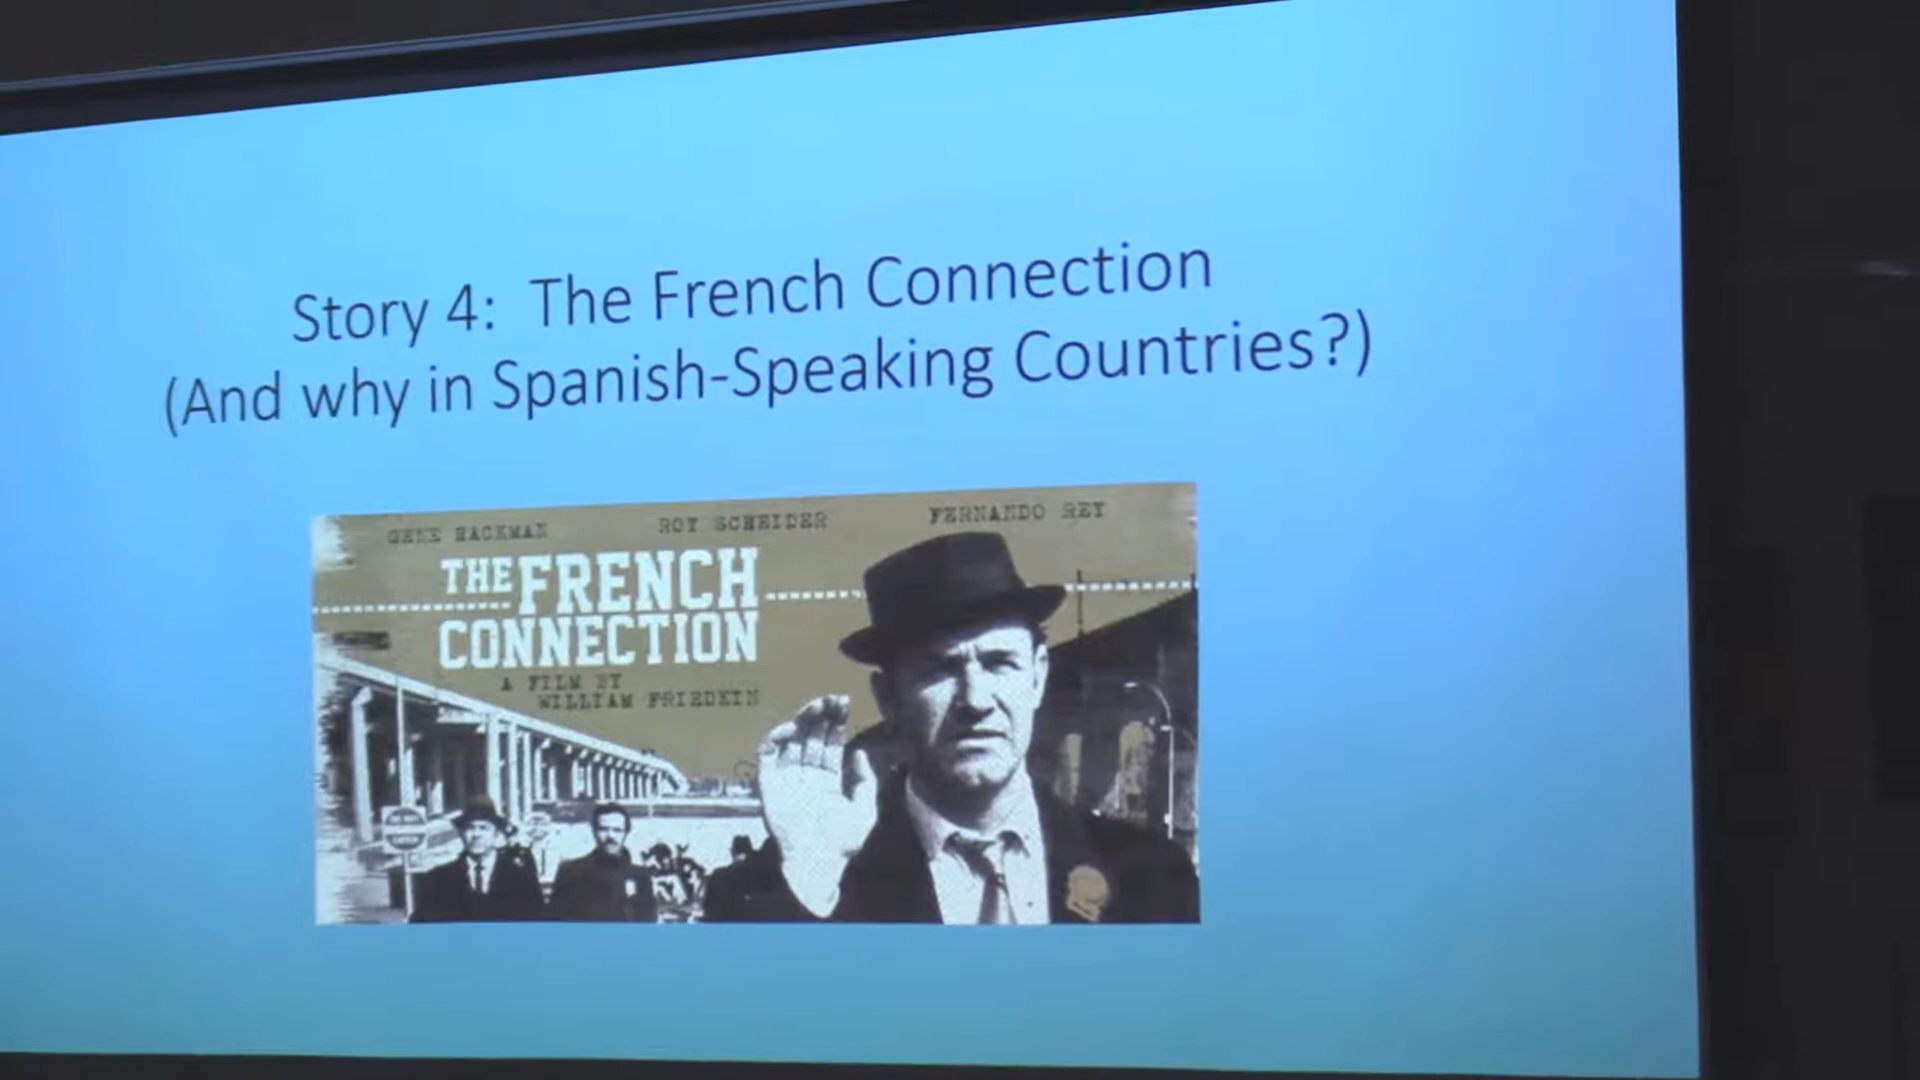 Story 4: The French Connection
(And why in Spanish-Speaking Countries?)
GENE HACKMAN ROY SCHEIDER FERNANDO REY
THE FRENCH
CONNECTION
A FILM BY
WILLIAM FRIEDKIN